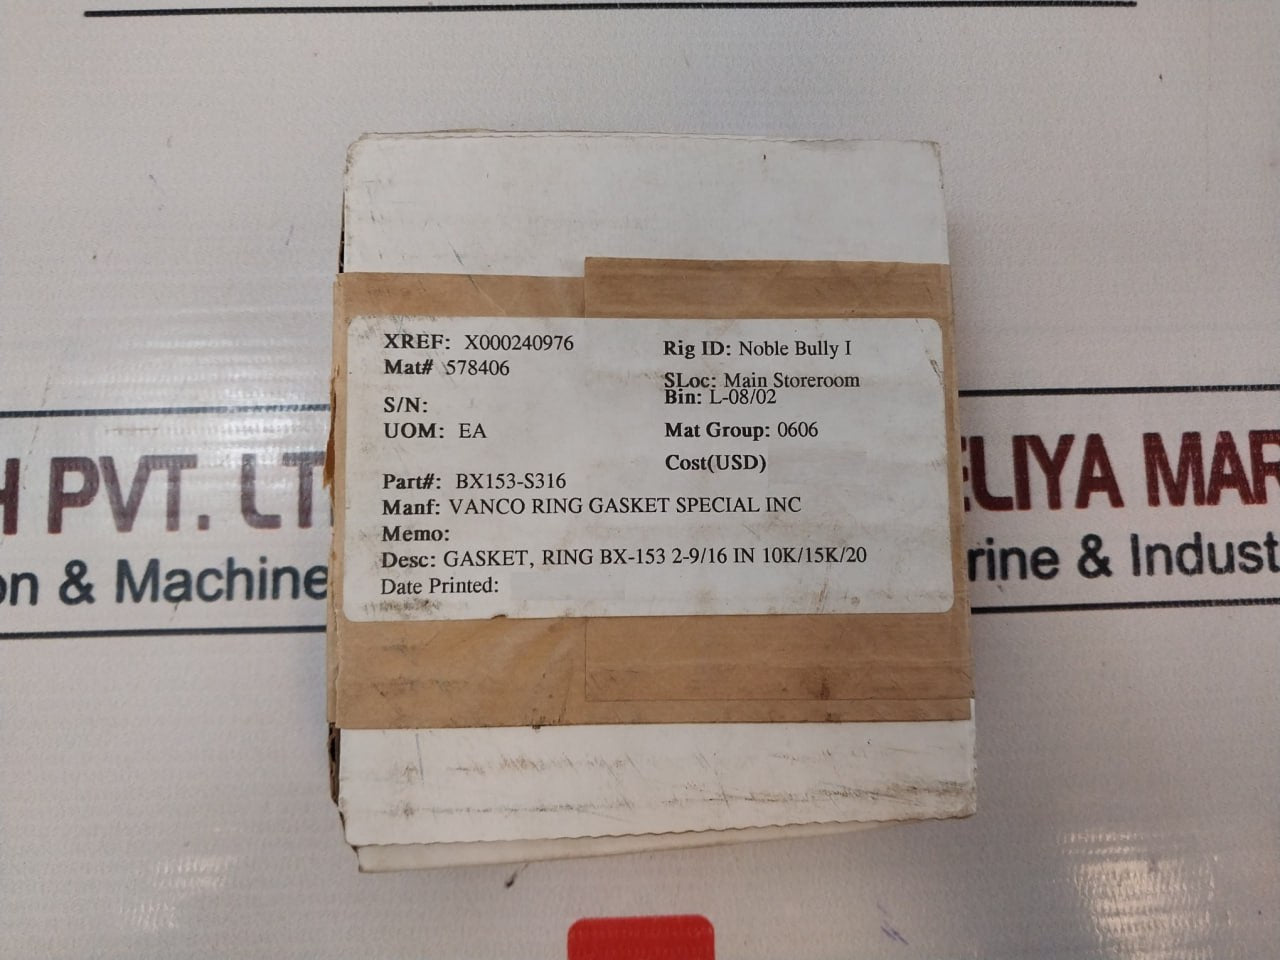 XREF: X000240976
Mat# 578406
S/N:
UOM: EA
Rig ID: Noble Bully I
SLoc: Main Storeroom
Bin: L-08/02
Mat Group: 0606
Cost(USD)
Part#: BX153-S316
Manf: VANCO RING GASKET SPECIAL INC
Memo:
Desc: GASKET, RING BX-153 2-9/16 IN 10K/15K/20
Date Printed:
H PVT. LT
on & Machine
ELIYA MAR
rine & Indust